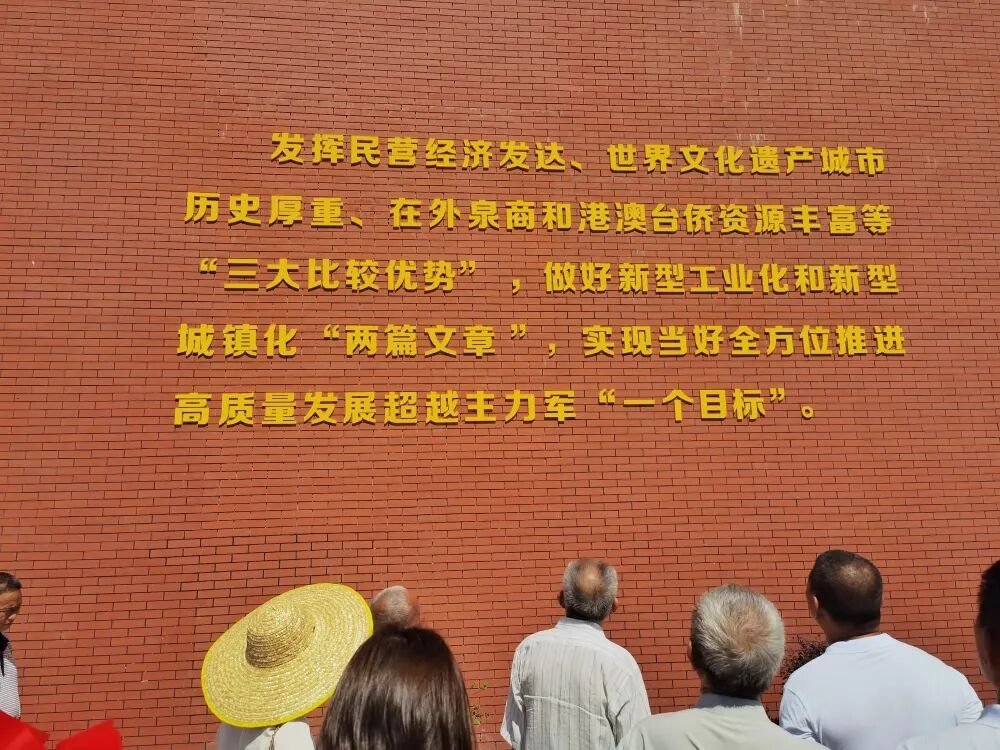 发挥民营经济发达、世界文化遗产城市
历史厚重、在外泉商和港澳台侨资源丰富等
“三大比较优势”，做好新型工业化和新型
城镇化“两篇文章”，实现当好全方位推进
高质量发展超越主力军“一个目标”。